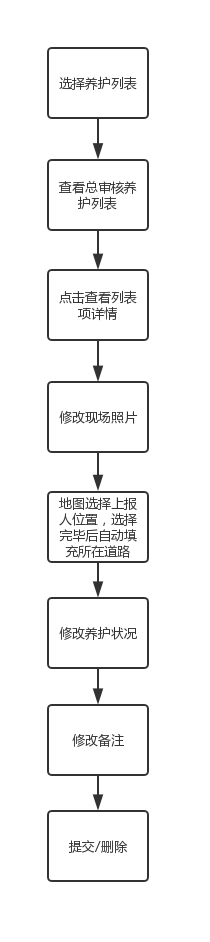 选择养护列表
查看总审核养
护列表
点击查看列表
项详情
修改现场照片
地图选择上报
人位置，选择
完毕后自动填
充所在道路
修改养护状况
修改备注
提交/删除